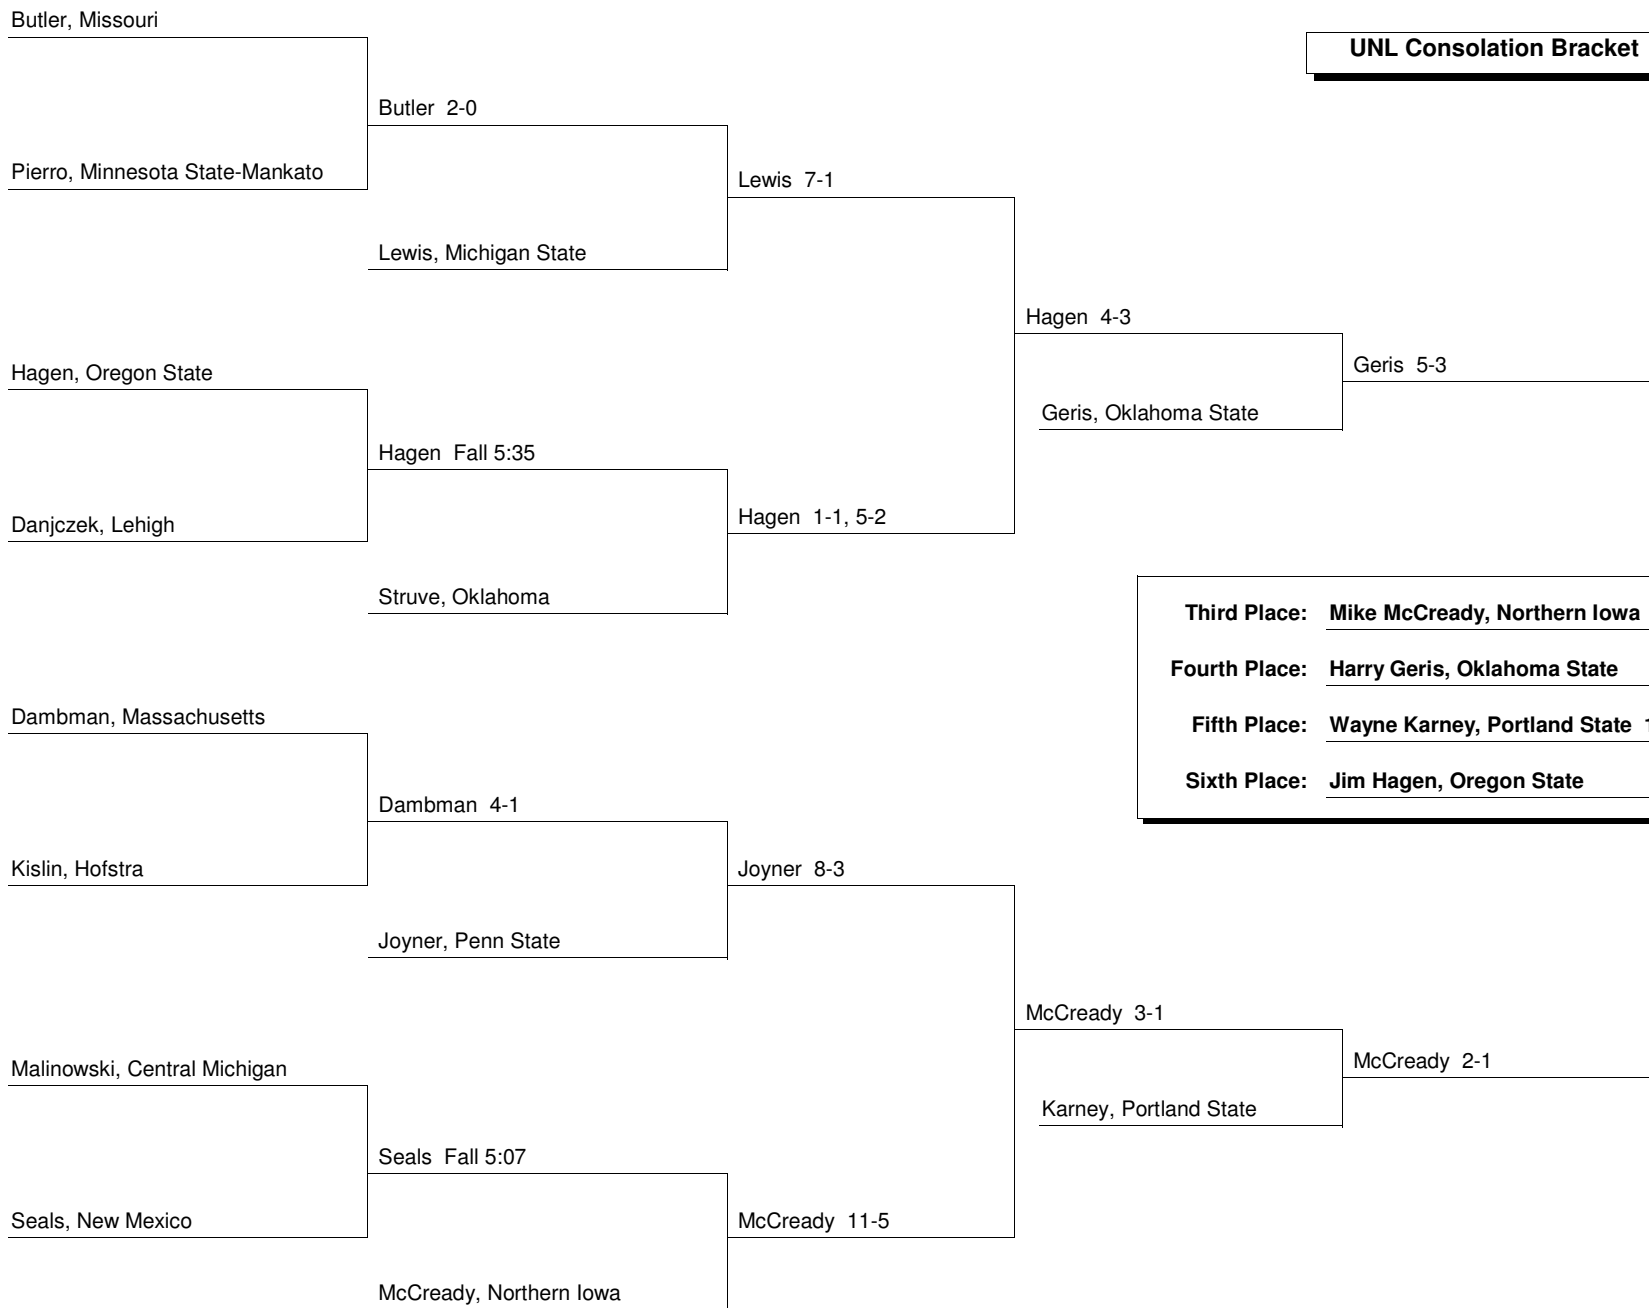 Butler, Missouri
UNL Consolation Bracket
Butler 2-0
Pierro, Minnesota State-Mankato
Lewis 7-1
Lewis, Michigan State
Hagen 4-3
Hagen, Oregon State
Geris 5-3
Geris, Oklahoma State
Hagen Fall 5:35
Danjczek, Lehigh
Hagen 1-1, 5-2
Struve, Oklahoma
Third Place: Mike McCready, Northern Iowa
Fourth Place: Harry Geris, Oklahoma State
Fifth Place: Wayne Karney, Portland State
Sixth Place: Jim Hagen, Oregon State
Dambman, Massachusetts
Dambman 4-1
Kislin, Hofstra
Joyner 8-3
Joyner, Penn State
McCready 3-1
Malinowski, Central Michigan
McCready 2-1
Karney, Portland State
Seals Fall 5:07
Seals, New Mexico
McCready 11-5
McCready, Northern Iowa